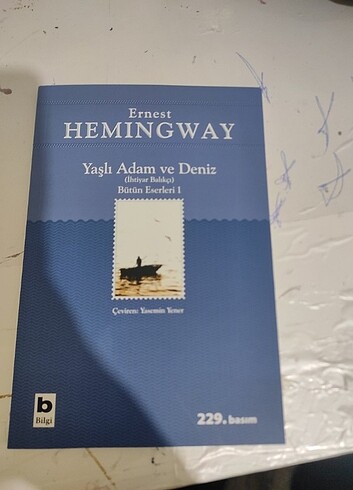 Ernest
HEMINGWAY
Yaşlı Adam ve Deniz
(İhtiyar Balıkçı)
Bütün Eserleri 1
Çeviren: Yasemin Yener
b
Bilgi
229. basım